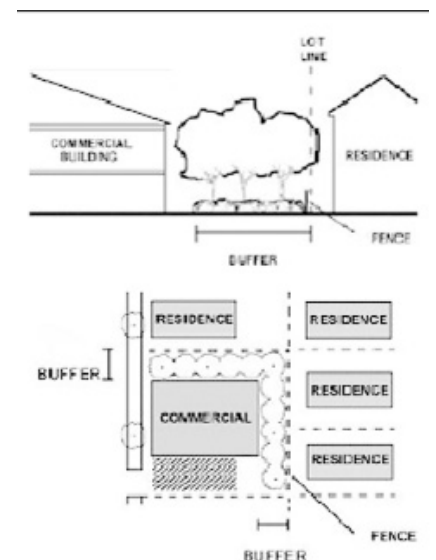 LOT
LINE
COMMERCIAL
BUILDING
RESIDENCE
FENCE
BUFFER
RESIDENCE
RESIDENCE
BUFFER
RESIDENCE
COMMERCIAL
RESIDENCE
FENCE
BUFFER